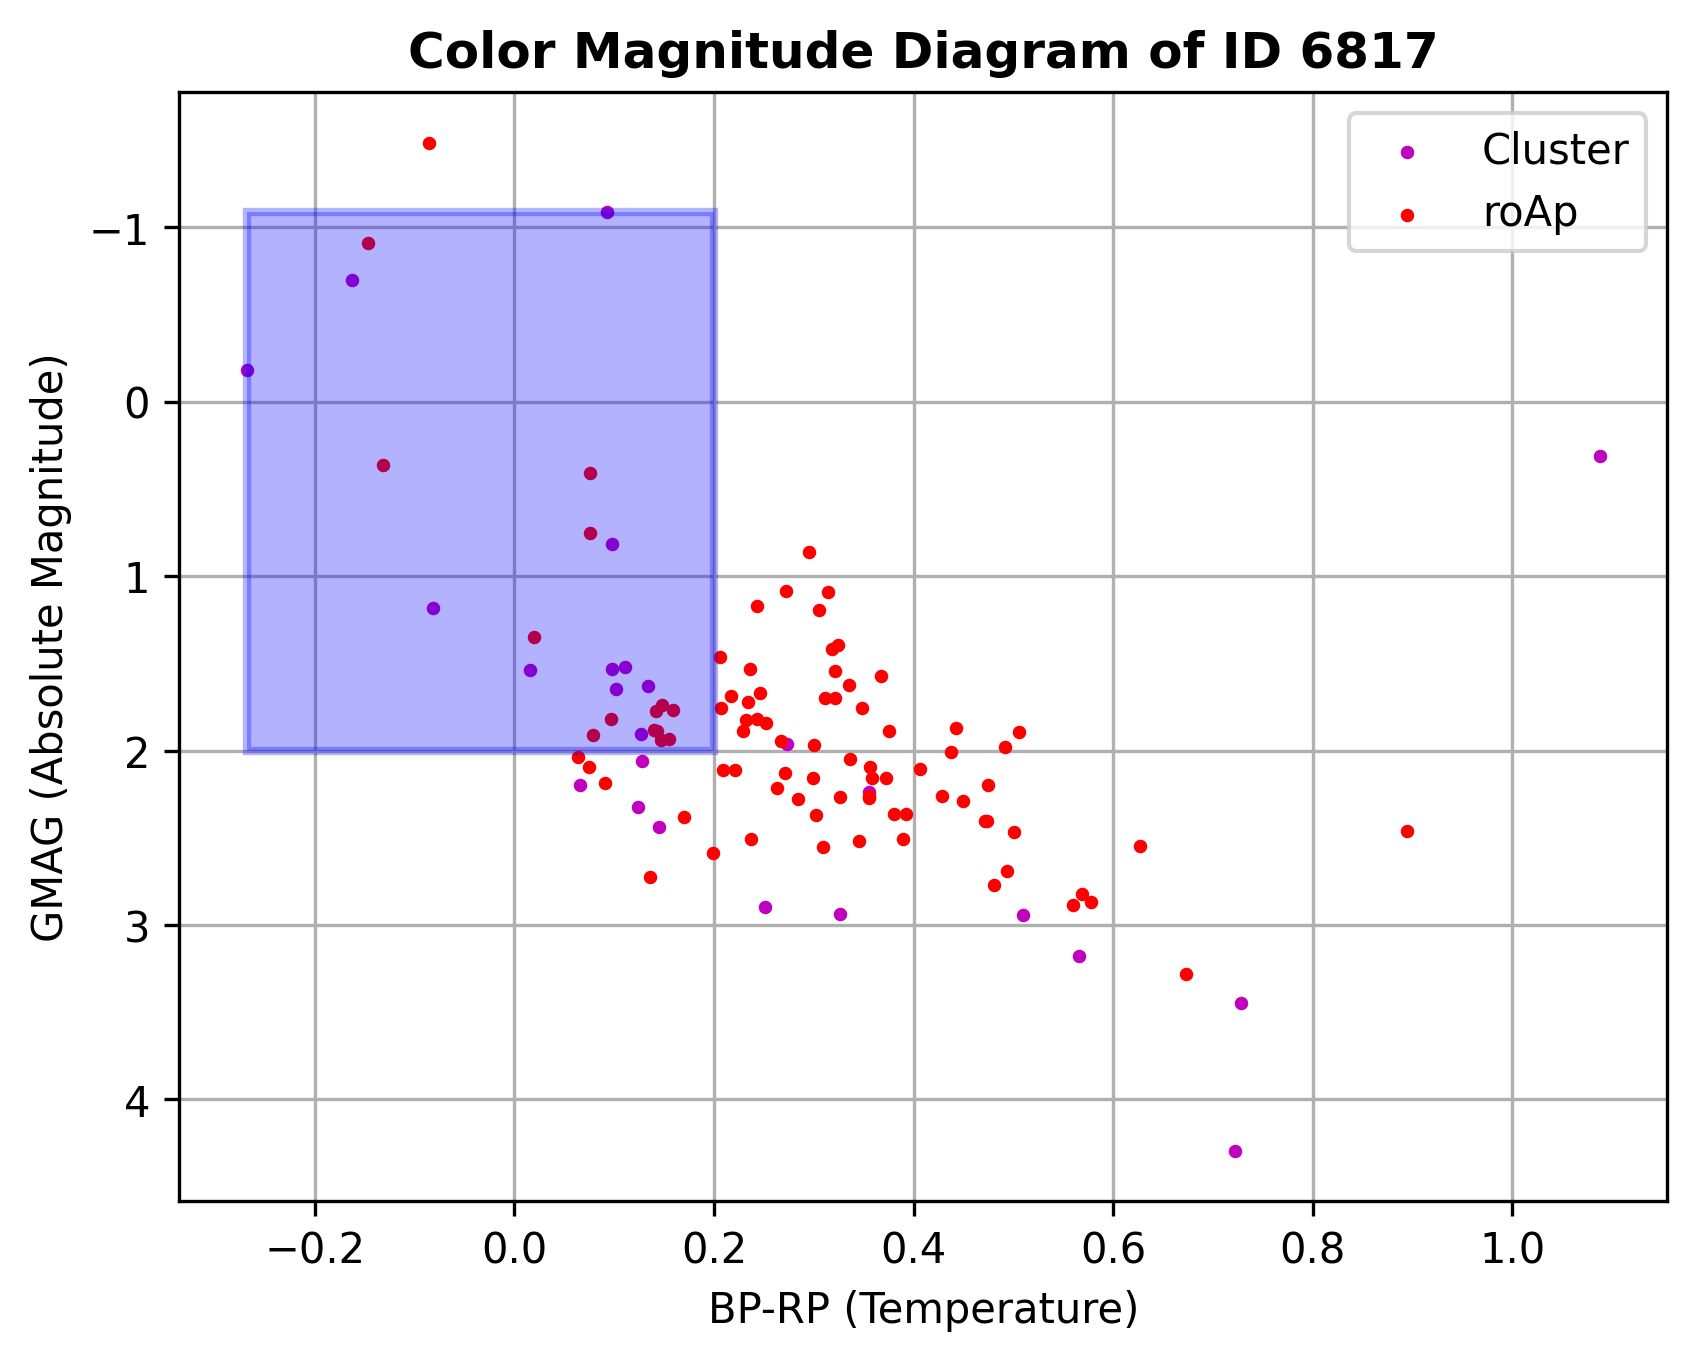 Color Magnitude Diagram of ID 6817
Cluster
roAp
−1
0
1
2
3
4
GMAG (Absolute Magnitude)
−0.2 0.0 0.2 0.4 0.6 0.8 1.0
BP-RP (Temperature)